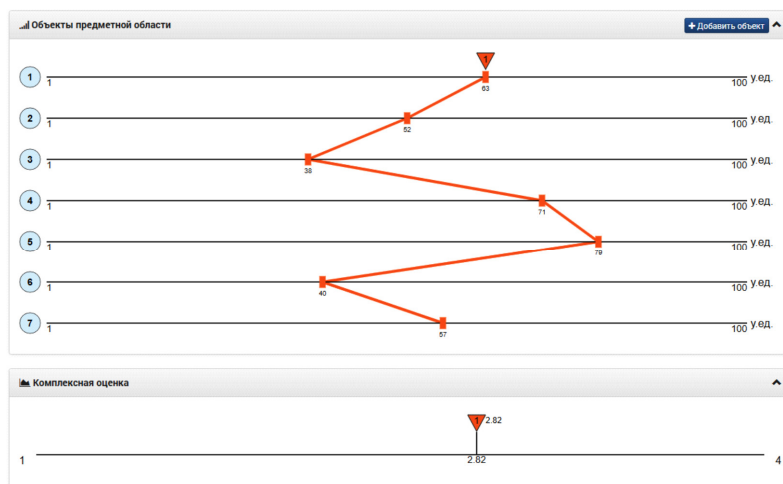 Объекты предметной области
+ Добавить объект
1
1 1 63 100 у.ед.
2 1 52 100 у.ед.
3 1 38 100 у.ед.
4 1 71 100 у.ед.
5 1 79 100 у.ед.
6 1 40 100 у.ед.
7 1 57 100 у.ед.
Комплексная оценка
1 2.82
1 2.82 4